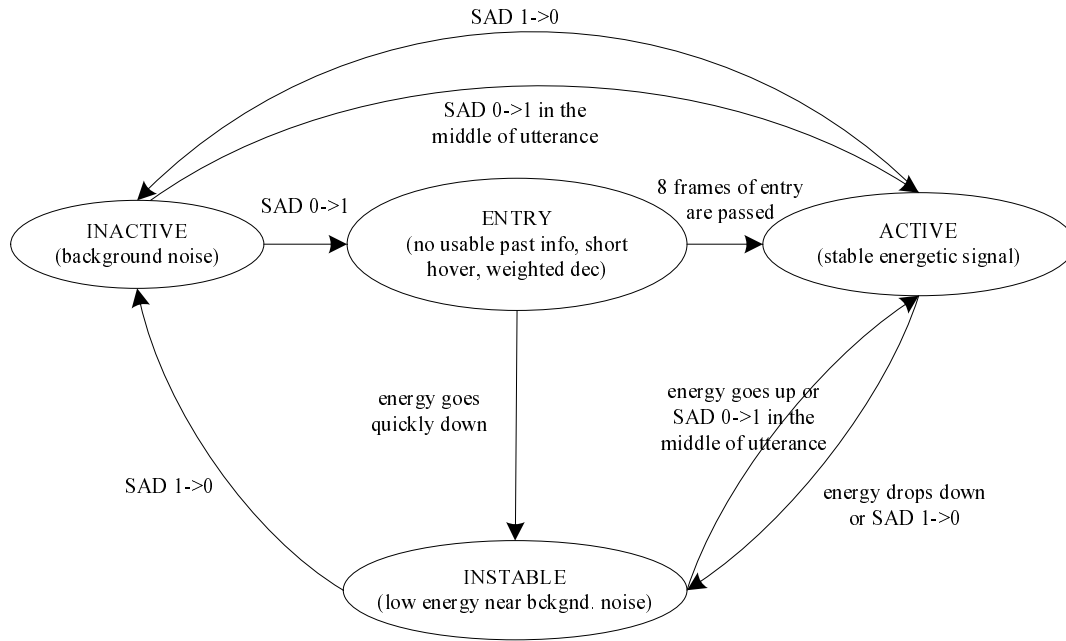 SAD 1->0
SAD 0->1 in the
middle of utterance
8 frames of entry
are passed
SAD 0->1
INACTIVE
(background noise)
ENTRY
(no usable past info, short
hover, weighted dec)
ACTIVE
(stable energetic signal)
energy goes
quickly down
energy goes up or
SAD 0->1 in the
middle of utterance
SAD 1->0
energy drops down
or SAD 1->0
INSTABLE
(low energy near bckgnd. noise)